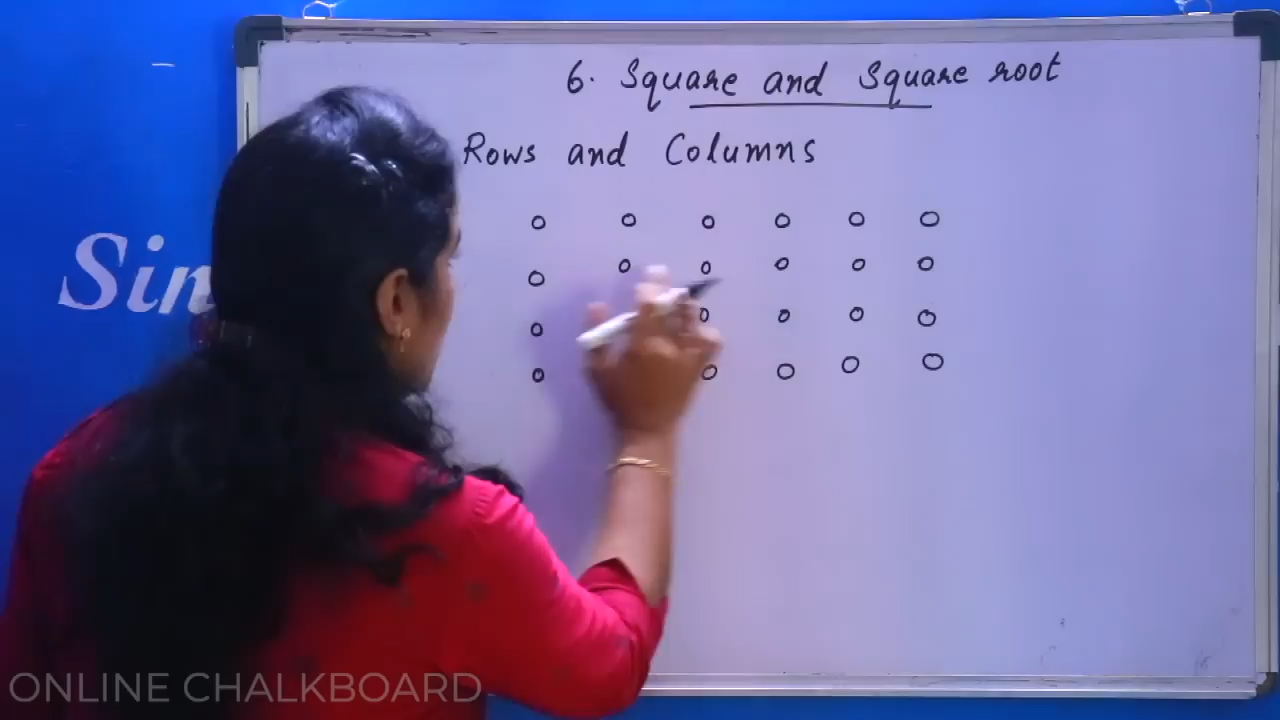 6. Square and Square root
Rows and Columns
ONLINE CHALKBOARD